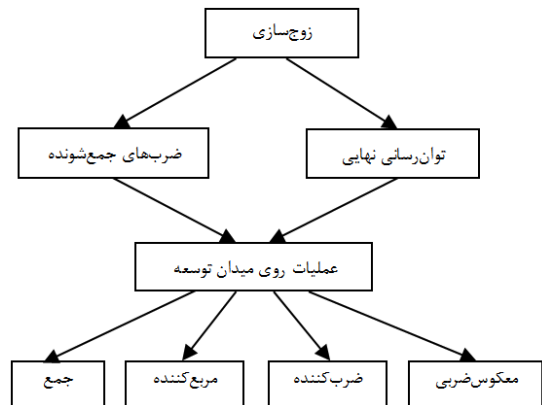 زوج‌سازی
توان‌رسانی نهایی
ضرب‌های جمع‌شونده
عملیات روی میدان توسعه
معکوس‌ضربی
ضرب‌کننده
مربع‌کننده
جمع